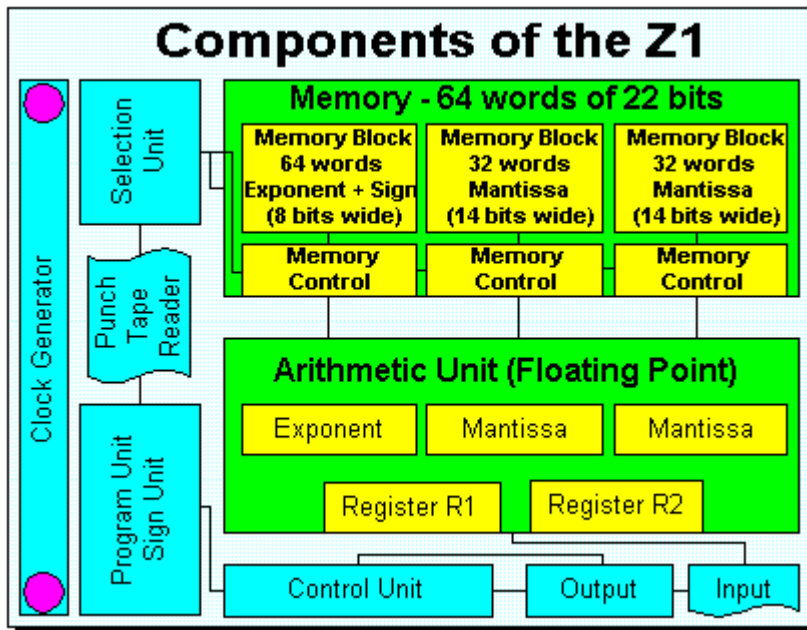 Components of the Z1
Clock Generator
Selection
Unit
Punch
Tape
Reader
Program Unit
Sign Unit
Memory - 64 words of 22 bits
Memory Block
64 words
Exponent + Sign
(8 bits wide)
Memory Block
32 words
Mantissa
(14 bits wide)
Memory Block
32 words
Mantissa
(14 bits wide)
Memory
Control
Memory
Control
Memory
Control
Arithmetic Unit (Floating Point)
Exponent
Mantissa
Mantissa
Register R1
Register R2
Control Unit
Output
Input